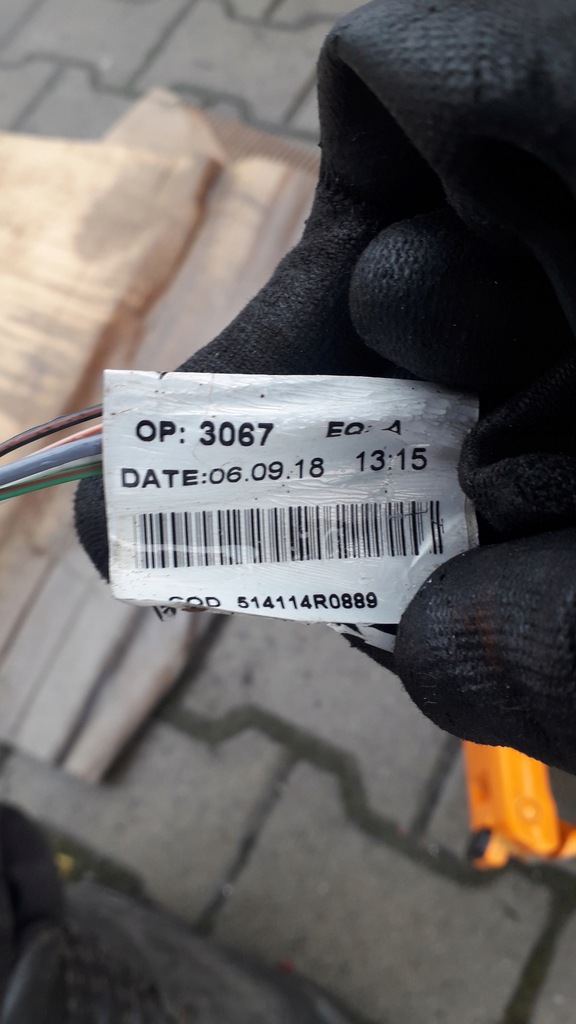 OP: 3067 EQ: A
DATE:06.09.18 13:15
COD 514114R0889